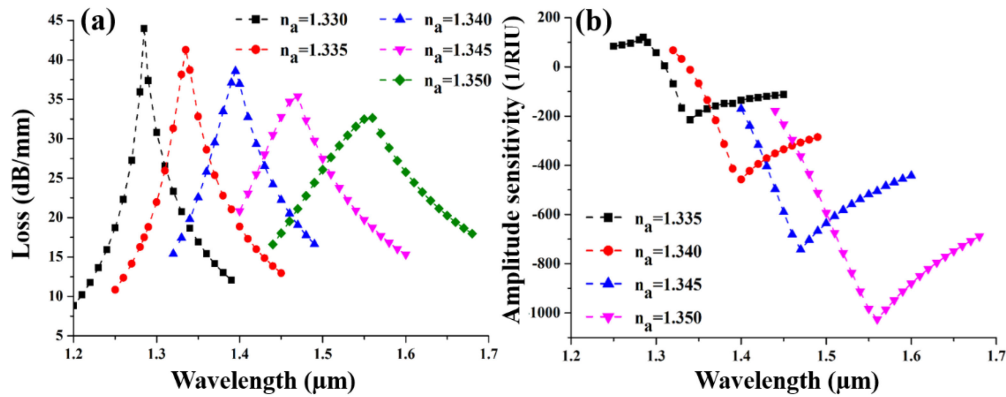 (a)
n_a=1.330
n_a=1.335
n_a=1.340
n_a=1.345
n_a=1.350
Loss (dB/mm)
45
40
35
30
25
20
15
10
5
1.2 1.3 1.4 1.5 1.6 1.7
Wavelength (μm)
(b)
Amplitude sensitivity (1/RIU)
200
0
-200
-400
-600
-800
1000
n_a=1.335
n_a=1.340
n_a=1.345
n_a=1.350
1.2 1.3 1.4 1.5 1.6 1.7
Wavelength (μm)